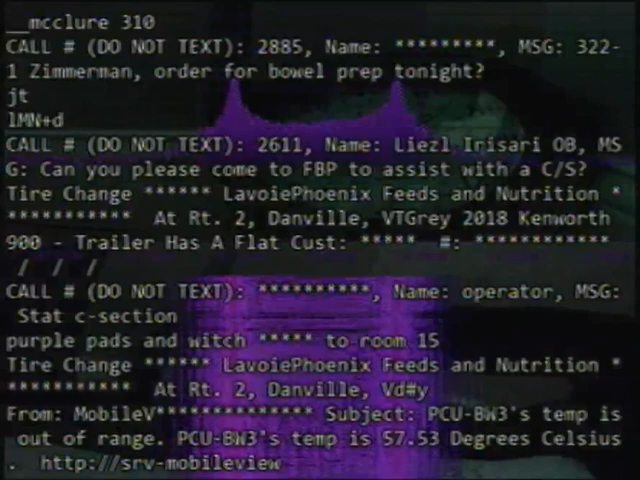 __mcclure 310
CALL # (DO NOT TEXT): 2885, Name: *********, MSG: 322-
1 Zimmerman, order for bowel prep tonight?
jt
lMN+d
CALL # (DO NOT TEXT): 2611, Name: Liezl Irisari OB, MS
G: Can you please come to FBP to assist with a C/S?
Tire Change ****** LavoiePhoenix Feeds and Nutrition *
*********** At Rt. 2, Danville, VTGrey 2018 Kenworth
900 - Trailer Has A Flat Cust: ***** #: ************
/ / /
CALL # (DO NOT TEXT): **********, Name: operator, MSG:
Stat c-section
purple pads and witch ***** to room 15
Tire Change ****** LavoiePhoenix Feeds and Nutrition *
*********** At Rt. 2, Danville, Vd#y
From: MobileV*************** Subject: PCU-BW3's temp is
out of range. PCU-BW3's temp is 57.53 Degrees Celsius
. http://srv-mobileview